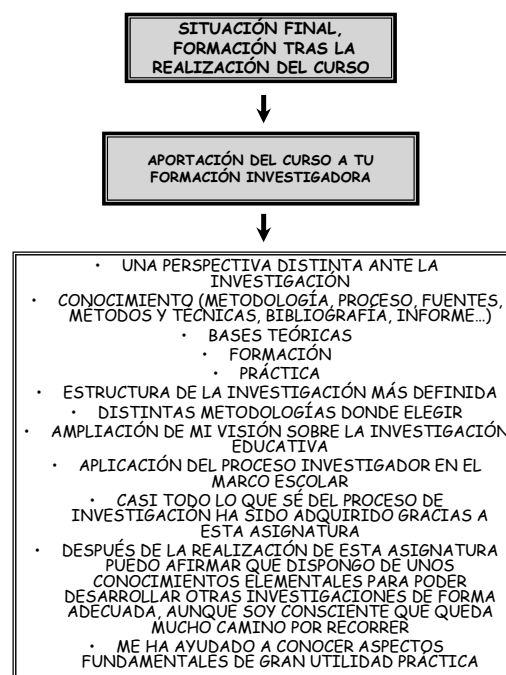 SITUACIÓN FINAL,
FORMACIÓN TRAS LA
REALIZACIÓN DEL CURSO
APORTACIÓN DEL CURSO A TU
FORMACIÓN INVESTIGADORA
• UNA PERSPECTIVA DISTINTA ANTE LA
INVESTIGACIÓN
• CONOCIMIENTO (METODOLOGÍA, PROCESO, FUENTES,
MÉTODOS Y TÉCNICAS, BIBLIOGRAFÍA, INFORME…)
• BASES TEÓRICAS
• FORMACIÓN
• PRÁCTICA
• ESTRUCTURA DE LA INVESTIGACIÓN MÁS DEFINIDA
• DISTINTAS METODOLOGÍAS DONDE ELEGIR
• AMPLIACIÓN DE MI VISIÓN SOBRE LA INVESTIGACIÓN
EDUCATIVA
• APLICACIÓN DEL PROCESO INVESTIGADOR EN EL
MARCO ESCOLAR
• CASI TODO LO QUE SÉ DEL PROCESO DE
INVESTIGACIÓN HA SIDO ADQUIRIDO GRACIAS A
ESTA ASIGNATURA
• DESPUÉS DE LA REALIZACIÓN DE ESTA ASIGNATURA
PUEDO AFIRMAR QUE DISPONGO DE UNOS
CONOCIMIENTOS ELEMENTALES PARA PODER
DESARROLLAR OTRAS INVESTIGACIONES DE FORMA
ADECUADA, AUNQUE SOY CONSCIENTE QUE QUEDA
MUCHO CAMINO POR RECORRER
• ME HA AYUDADO A CONOCER ASPECTOS
FUNDAMENTALES DE GRAN UTILIDAD PRÁCTICA